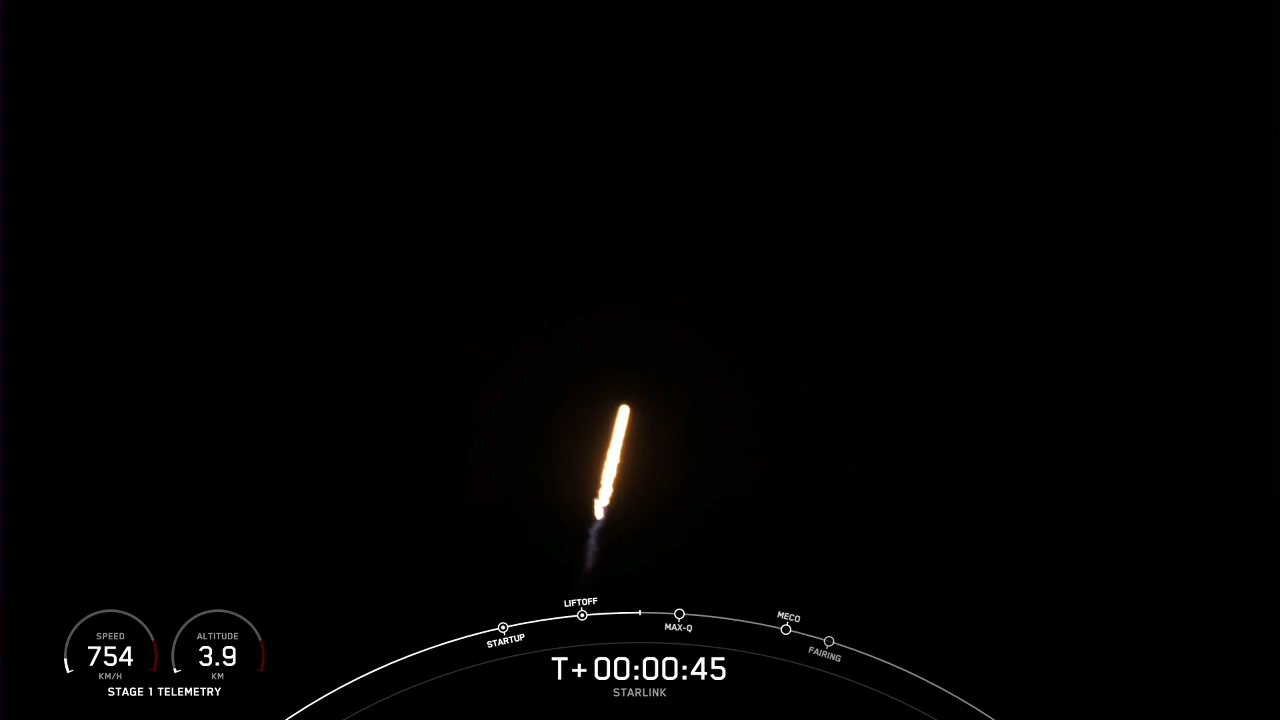 LIFTOFF
STARTUP
MAX-Q
MECO
FAIRING
SPEED
754
KM/H
ALTITUDE
3.9
KM
STAGE 1 TELEMETRY
T+00:00:45
STARLINK